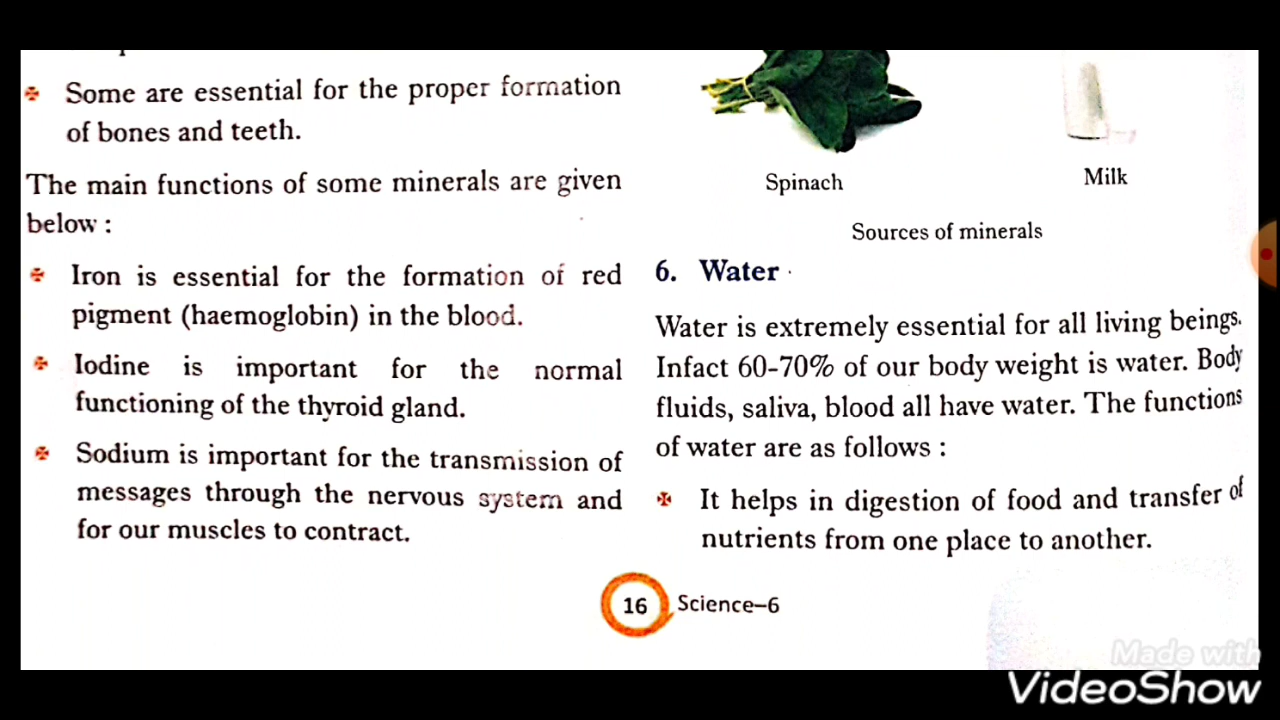 Some are essential for the proper formation
of bones and teeth.
The main functions of some minerals are given
below :
Iron is essential for the formation of red
pigment (haemoglobin) in the blood.
Iodine is important for the normal
functioning of the thyroid gland.
Sodium is important for the transmission of
messages through the nervous system and
for our muscles to contract.
Spinach
Milk
Sources of minerals
6. Water
Water is extremely essential for all living beings.
Infact 60-70% of our body weight is water. Body
fluids, saliva, blood all have water. The functions
of water are as follows :
It helps in digestion of food and transfer of
nutrients from one place to another.
16 Science-6
Made with
VideoShow